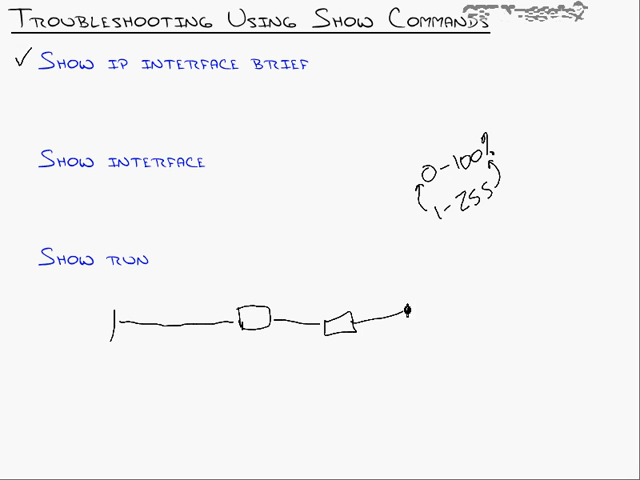 Troubleshooting Using Show Commands
✓ Show ip interface brief
Show interface
0-100%
1-255
Show run